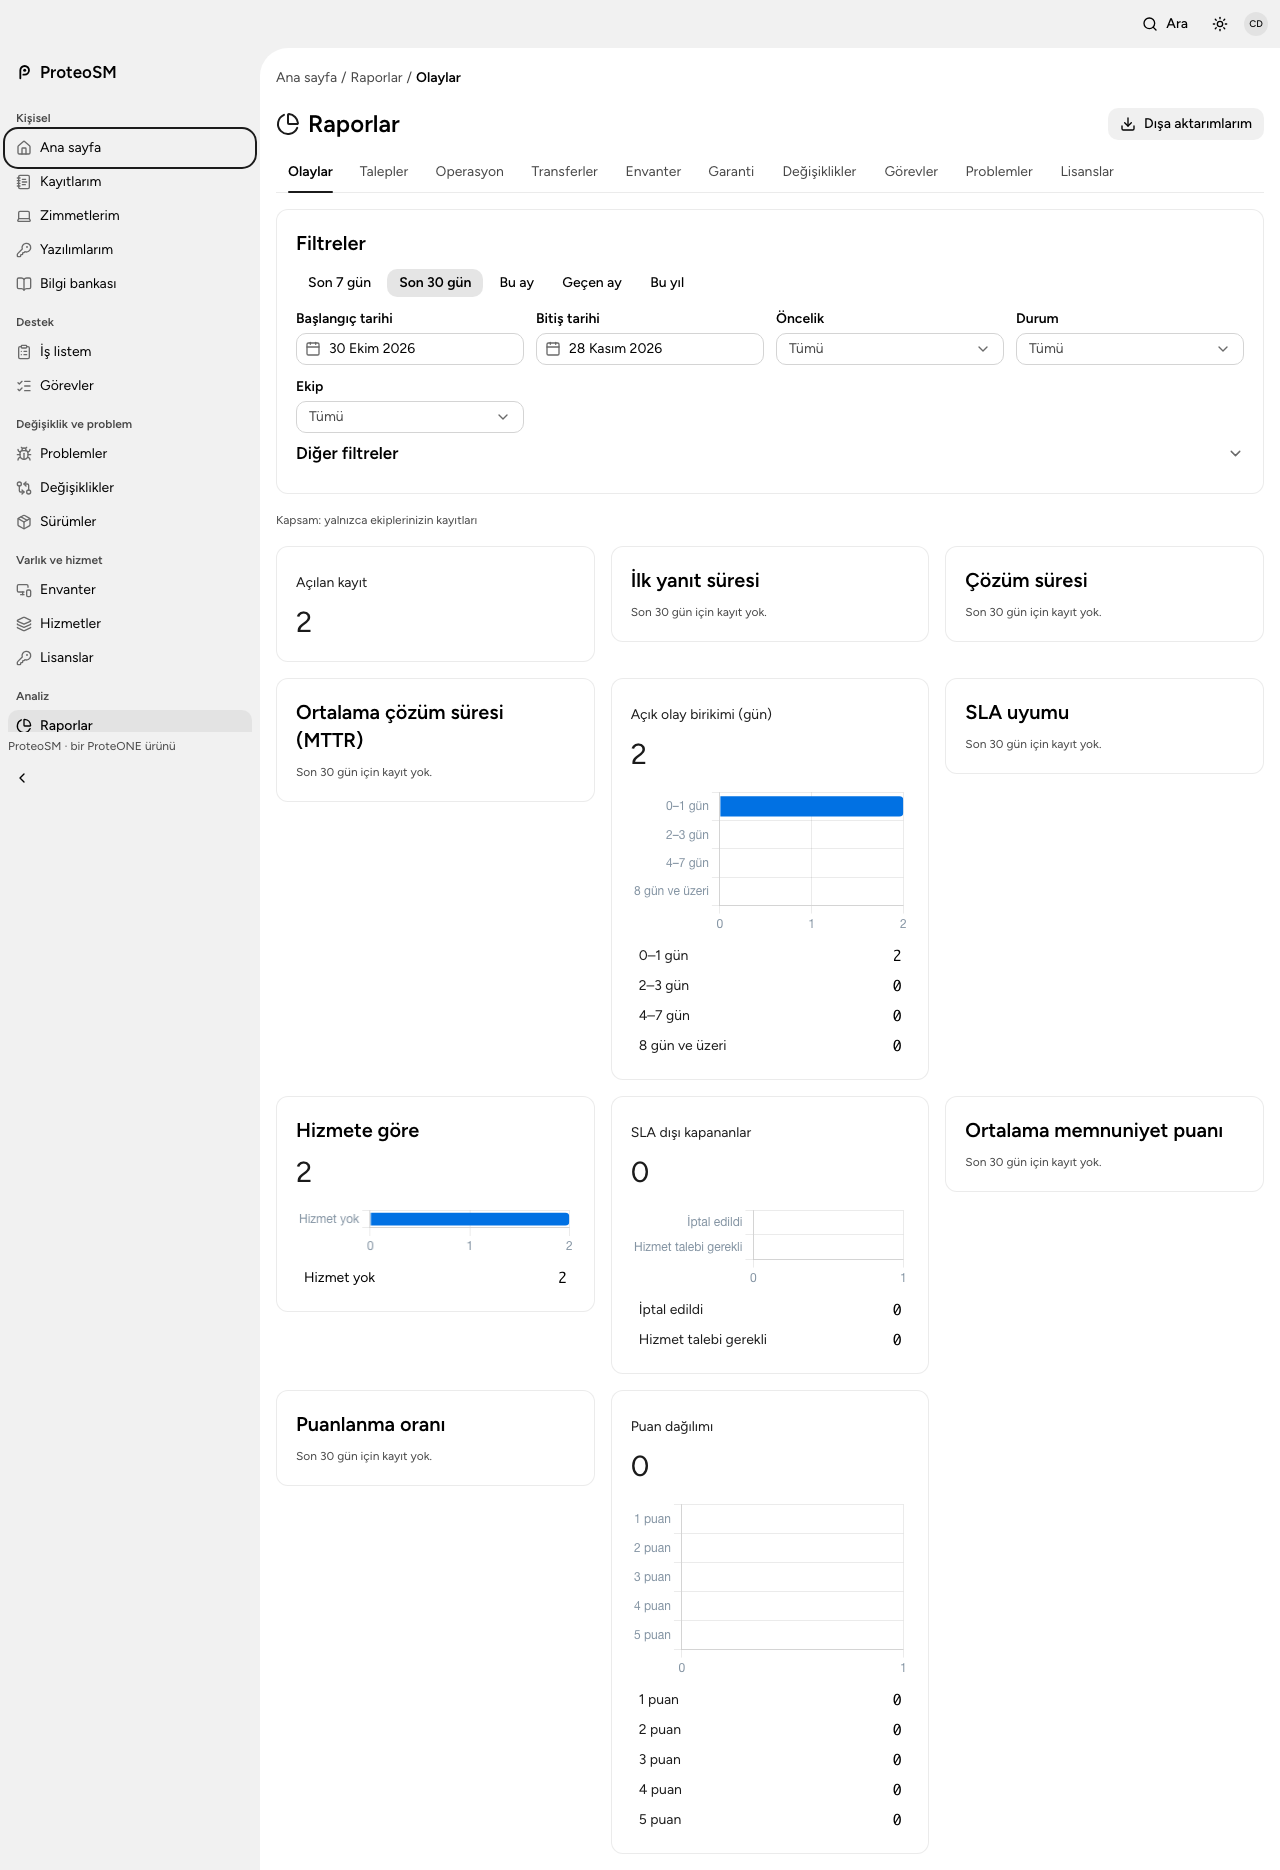 Ara
CD
ProteoSM
Kişisel
Ana sayfa
Kayıtlarım
Zimmetlerim
Yazılımlarım
Bilgi bankası
Destek
İş listem
Görevler
Değişiklik ve problem
Problemler
Değişiklikler
Sürümler
Varlık ve hizmet
Envanter
Hizmetler
Lisanslar
Analiz
Raporlar
ProteoSM · bir ProteONE ürünü
Ana sayfa / Raporlar / Olaylar
Raporlar
Dışa aktarımlarım
Olaylar Talepler Operasyon Transferler Envanter Garanti Değişiklikler Görevler Problemler Lisanslar
Filtreler
Son 7 gün Son 30 gün Bu ay Geçen ay Bu yıl
Başlangıç tarihi Bitiş tarihi Öncelik Durum
30 Ekim 2026 28 Kasım 2026 Tümü Tümü
Ekip
Tümü
Diğer filtreler
Kapsam: yalnızca ekiplerinizin kayıtları
Açılan kayıt
2
İlk yanıt süresi
Son 30 gün için kayıt yok.
Çözüm süresi
Son 30 gün için kayıt yok.
Ortalama çözüm süresi
(MTTR)
Son 30 gün için kayıt yok.
Açık olay birikimi (gün)
2
0–1 gün
2–3 gün
4–7 gün
8 gün ve üzeri
0 1 2
0–1 gün 2
2–3 gün 0
4–7 gün 0
8 gün ve üzeri 0
SLA uyumu
Son 30 gün için kayıt yok.
Hizmete göre
2
Hizmet yok
0 1 2
Hizmet yok 2
SLA dışı kapananlar
0
İptal edildi
Hizmet talebi gerekli
0 1
İptal edildi 0
Hizmet talebi gerekli 0
Ortalama memnuniyet puanı
Son 30 gün için kayıt yok.
Puanlanma oranı
Son 30 gün için kayıt yok.
Puan dağılımı
0
1 puan
2 puan
3 puan
4 puan
5 puan
0 1
1 puan 0
2 puan 0
3 puan 0
4 puan 0
5 puan 0